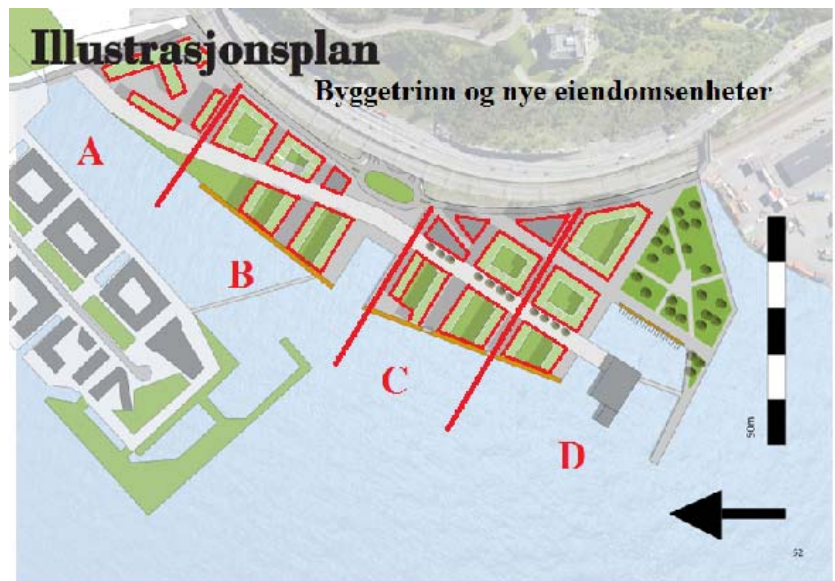 Illustrasjonsplan
Byggetrinn og nye eiendomsenheter
A
B
C
D
50m
52